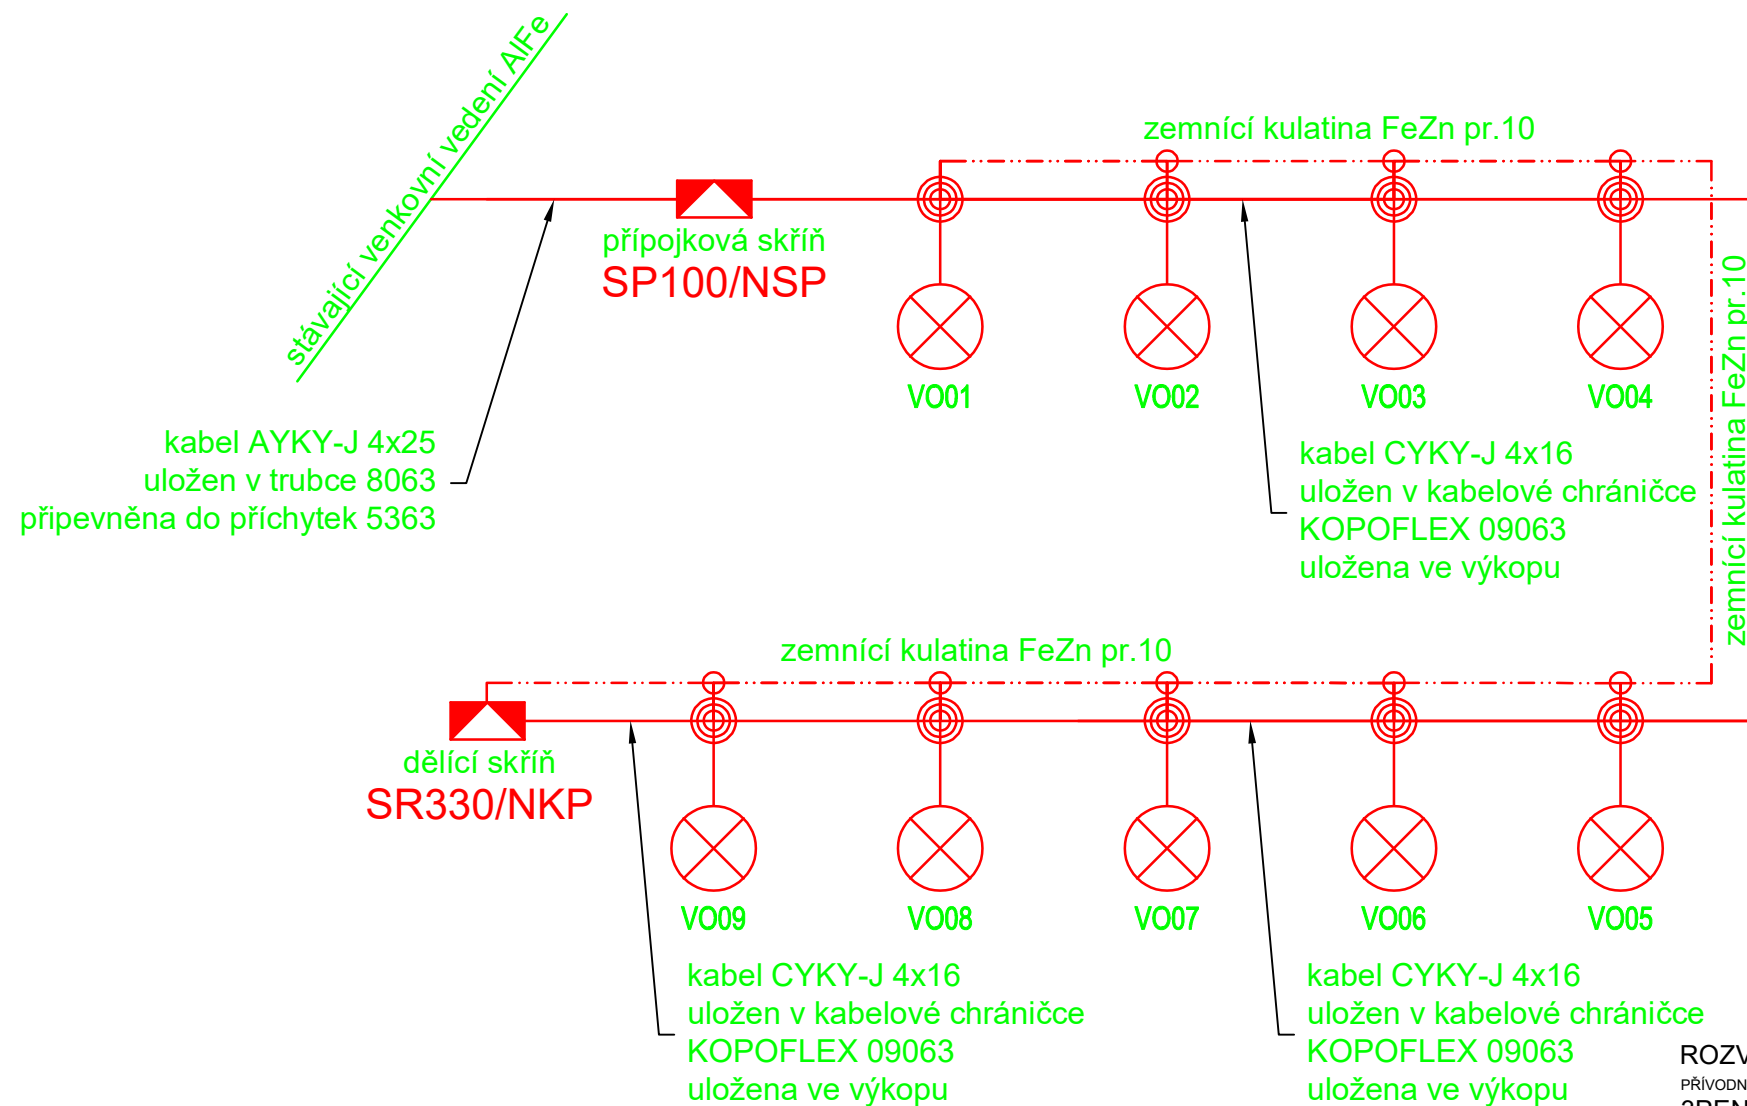 stávající venkovní vedení AlFe
zemnící kulatina FeZn pr.10
přípojková skříň
SP100/NSP
VO01
VO02
VO03
VO04
zemnící kulatina FeZn pr.10
kabel AYKY-J 4x25
uložen v trubce 8063
připevněna do příchytek 5363
kabel CYKY-J 4x16
uložen v kabelové chráničce
KOPOFLEX 09063
uložena ve výkopu
zemnící kulatina FeZn pr.10
dělící skříň
SR330/NKP
VO09
VO08
VO07
VO06
VO05
kabel CYKY-J 4x16
uložen v kabelové chráničce
KOPOFLEX 09063
uložena ve výkopu
kabel CYKY-J 4x16
uložen v kabelové chráničce
KOPOFLEX 09063
uložena ve výkopu
ROZV
PŘÍVODN